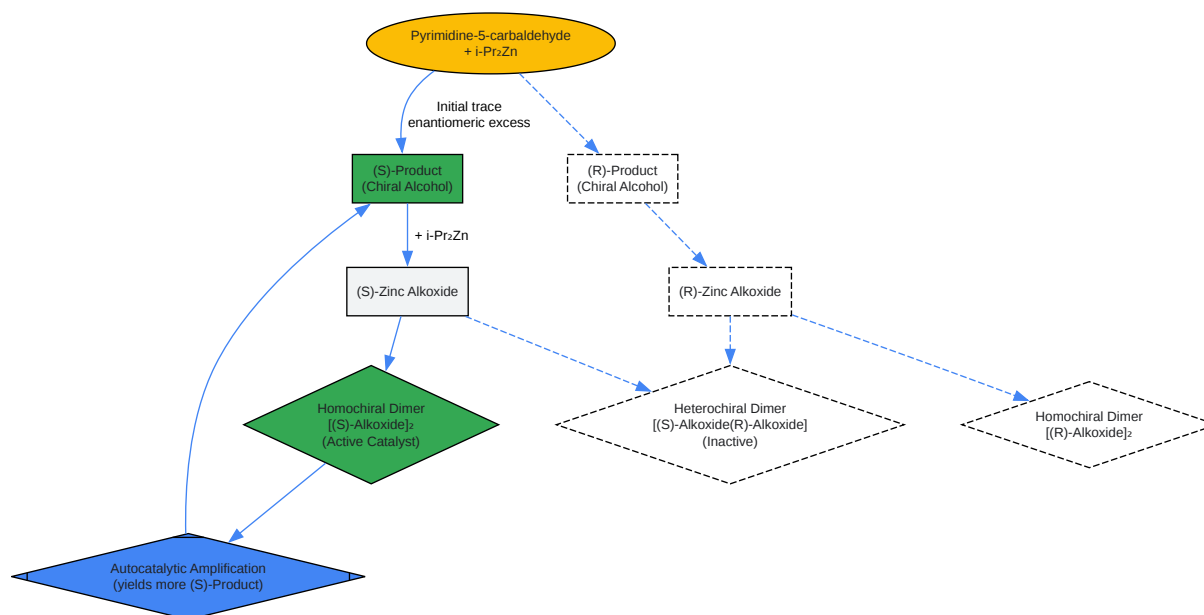 Pyrimidine-5-carbaldehyde
+ i-Pr₂Zn
Initial trace
enantiomeric excess
(S)-Product
(Chiral Alcohol)
(R)-Product
(Chiral Alcohol)
+ i-Pr₂Zn
(S)-Zinc Alkoxide
(R)-Zinc Alkoxide
Homochiral Dimer
[(S)-Alkoxide]₂
(Active Catalyst)
Heterochiral Dimer
[(S)-Alkoxide(R)-Alkoxide]
(Inactive)
Homochiral Dimer
[(R)-Alkoxide]₂
Autocatalytic Amplification
(yields more (S)-Product)